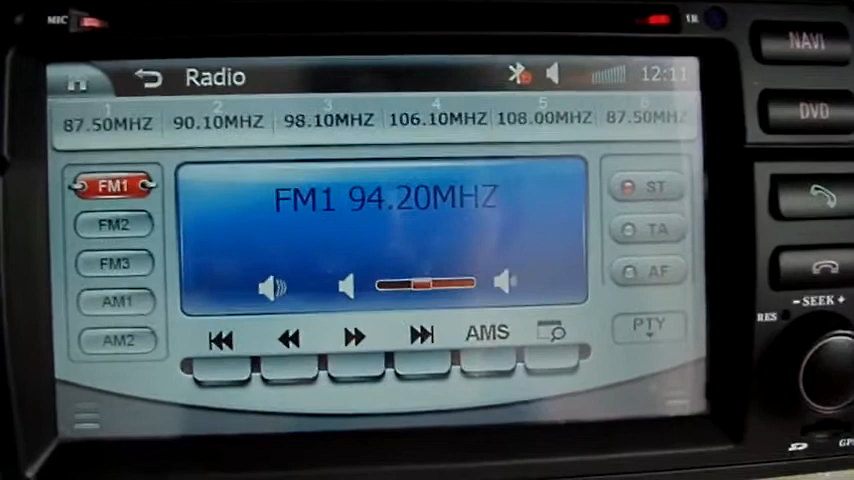 MIC
IR
Radio
12:11
NAVI
1 2 3 4 5 6
87.50MHZ 90.10MHZ 98.10MHZ 106.10MHZ 108.00MHZ 87.50MHZ
DVD
FM1
FM1 94.20MHZ
ST
FM2
TA
FM3
AF
AM1
-SEEK+
RES
AMS
PTY
AM2
GPS